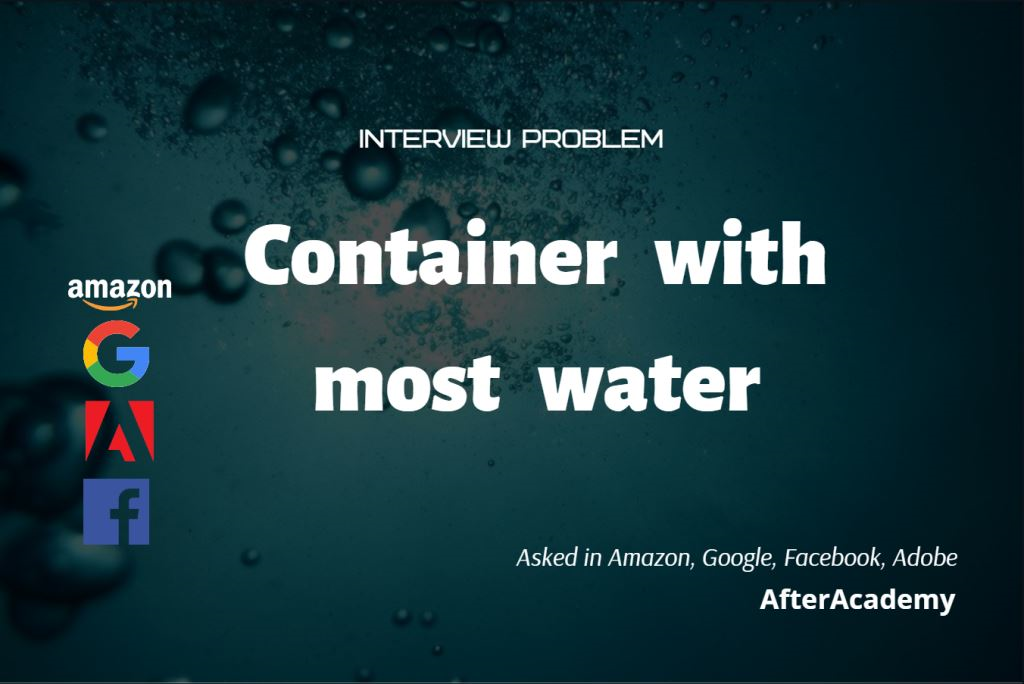 INTERVIEW PROBLEM
Container with
most water
amazon
Asked in Amazon, Google, Facebook, Adobe
AfterAcademy